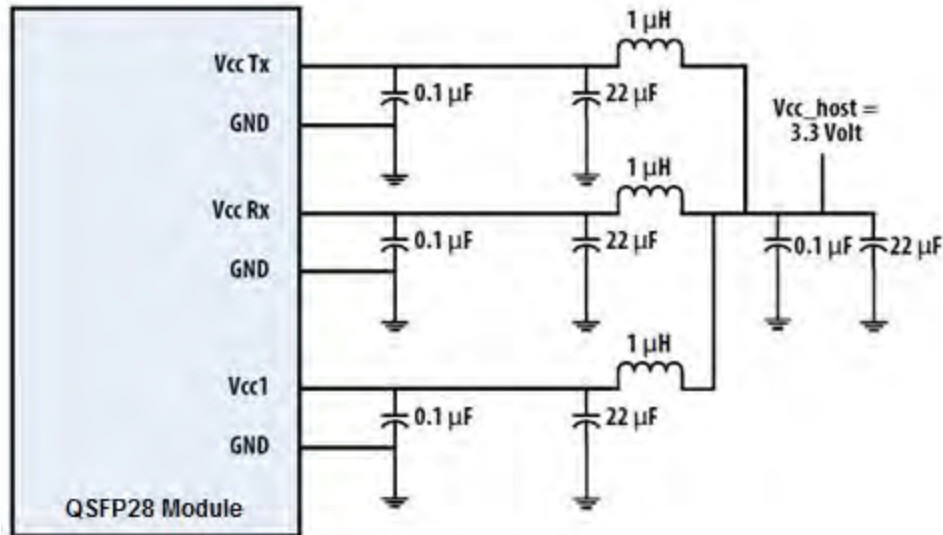 1 μH
Vcc Tx
0.1 μF
22 μF
GND
Vcc_host =
3.3 Volt
1 μH
Vcc Rx
0.1 μF
22 μF
0.1 μF
22 μF
GND
1 μH
Vcc1
0.1 μF
22 μF
GND
QSFP28 Module